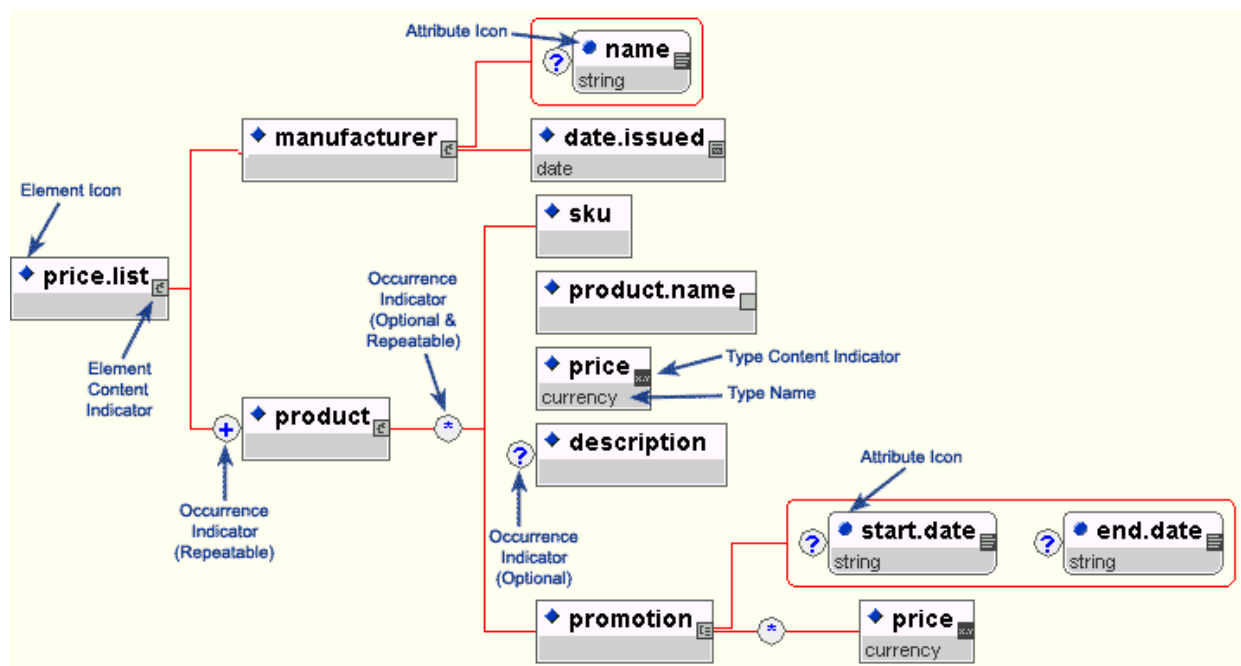 Attribute Icon
name
?
string
manufacturer
date.issued
date
Element Icon
sku
price.list
Occurrence
Indicator
(Optional &
Repeatable)
product.name
Element
Content
Indicator
price
x.y
currency
Type Content Indicator
Type Name
+
product
*
?
description
Attribute Icon
Occurrence
Indicator
(Repeatable)
Occurrence
Indicator
(Optional)
?
start.date
string
?
end.date
string
promotion
*
price
x.y
currency